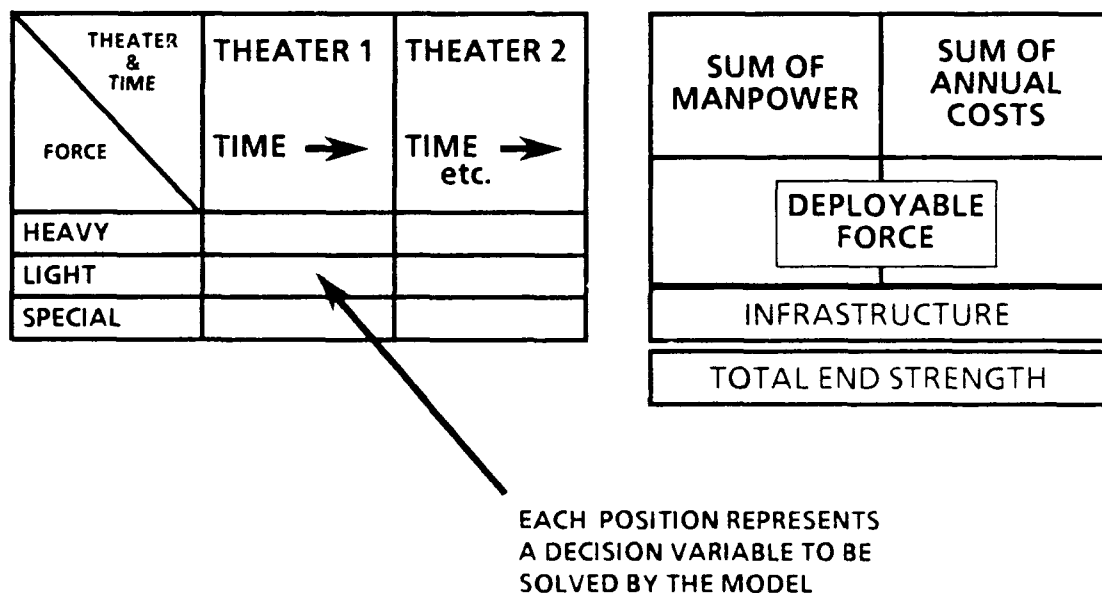 THEATER
&
TIME
FORCE
THEATER 1
TIME
THEATER 2
TIME
etc.
HEAVY
LIGHT
SPECIAL
SUM OF
MANPOWER
SUM OF
ANNUAL
COSTS
DEPLOYABLE
FORCE
INFRASTRUCTURE
TOTAL END STRENGTH
EACH POSITION REPRESENTS
A DECISION VARIABLE TO BE
SOLVED BY THE MODEL